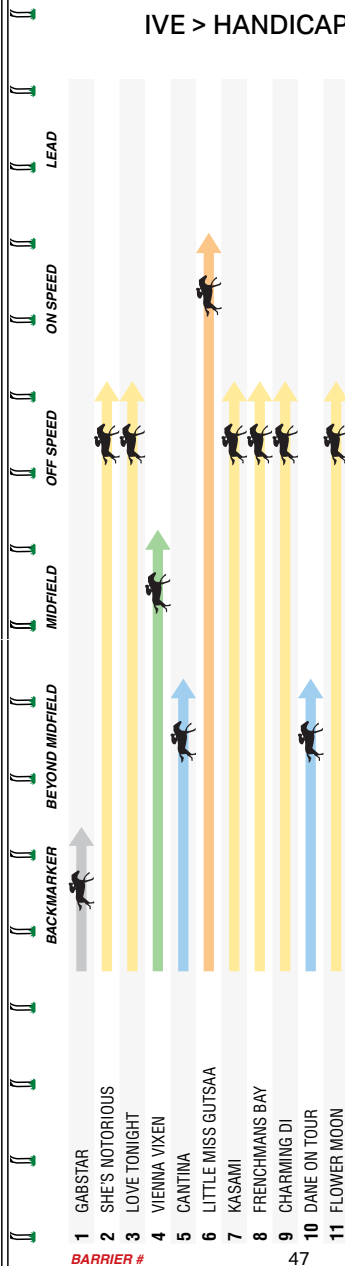 IVE > HANDICAP
LEAD
ON SPEED
OFF SPEED
MIDFIELD
BEYOND MIDFIELD
BACKMARKER
1 GABSTAR
2 SHE'S NOTORIOUS
3 LOVE TONIGHT
4 VIENNA VIXEN
5 CANTINA
6 LITTLE MISS GUTSAA
7 KASAMI
8 FRENCHMANS BAY
9 CHARMING DI
10 DANE ON TOUR
11 FLOWER MOON
BARRIER #
47